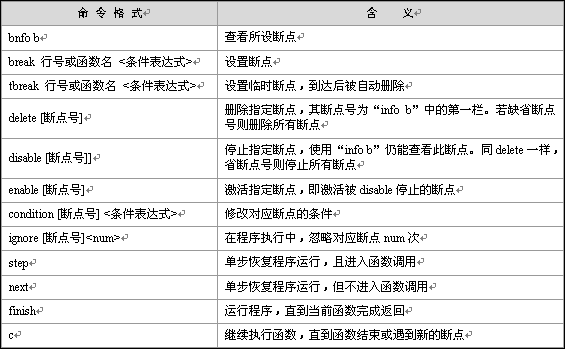 命 令 格 式
含 义
bnfo b
查看所设断点
break 行号或函数名 <条件表达式>
设置断点
tbreak 行号或函数名 <条件表达式>
设置临时断点，到达后被自动删除
delete [断点号]
删除指定断点，其断点号为“info b”中的第一栏。若缺省断点
号则删除所有断点
disable [断点号]]
停止指定断点，使用“info b”仍能查看此断点。同 delete 一样，
省断点号则停止所有断点
enable [断点号]
激活指定断点，即激活被 disable 停止的断点
condition [断点号] <条件表达式>
修改对应断点的条件
ignore [断点号]<num>
在程序执行中，忽略对应断点 num 次
step
单步恢复程序运行，且进入函数调用
next
单步恢复程序运行，但不进入函数调用
finish
运行程序，直到当前函数完成返回
c
继续执行函数，直到函数结束或遇到新的断点